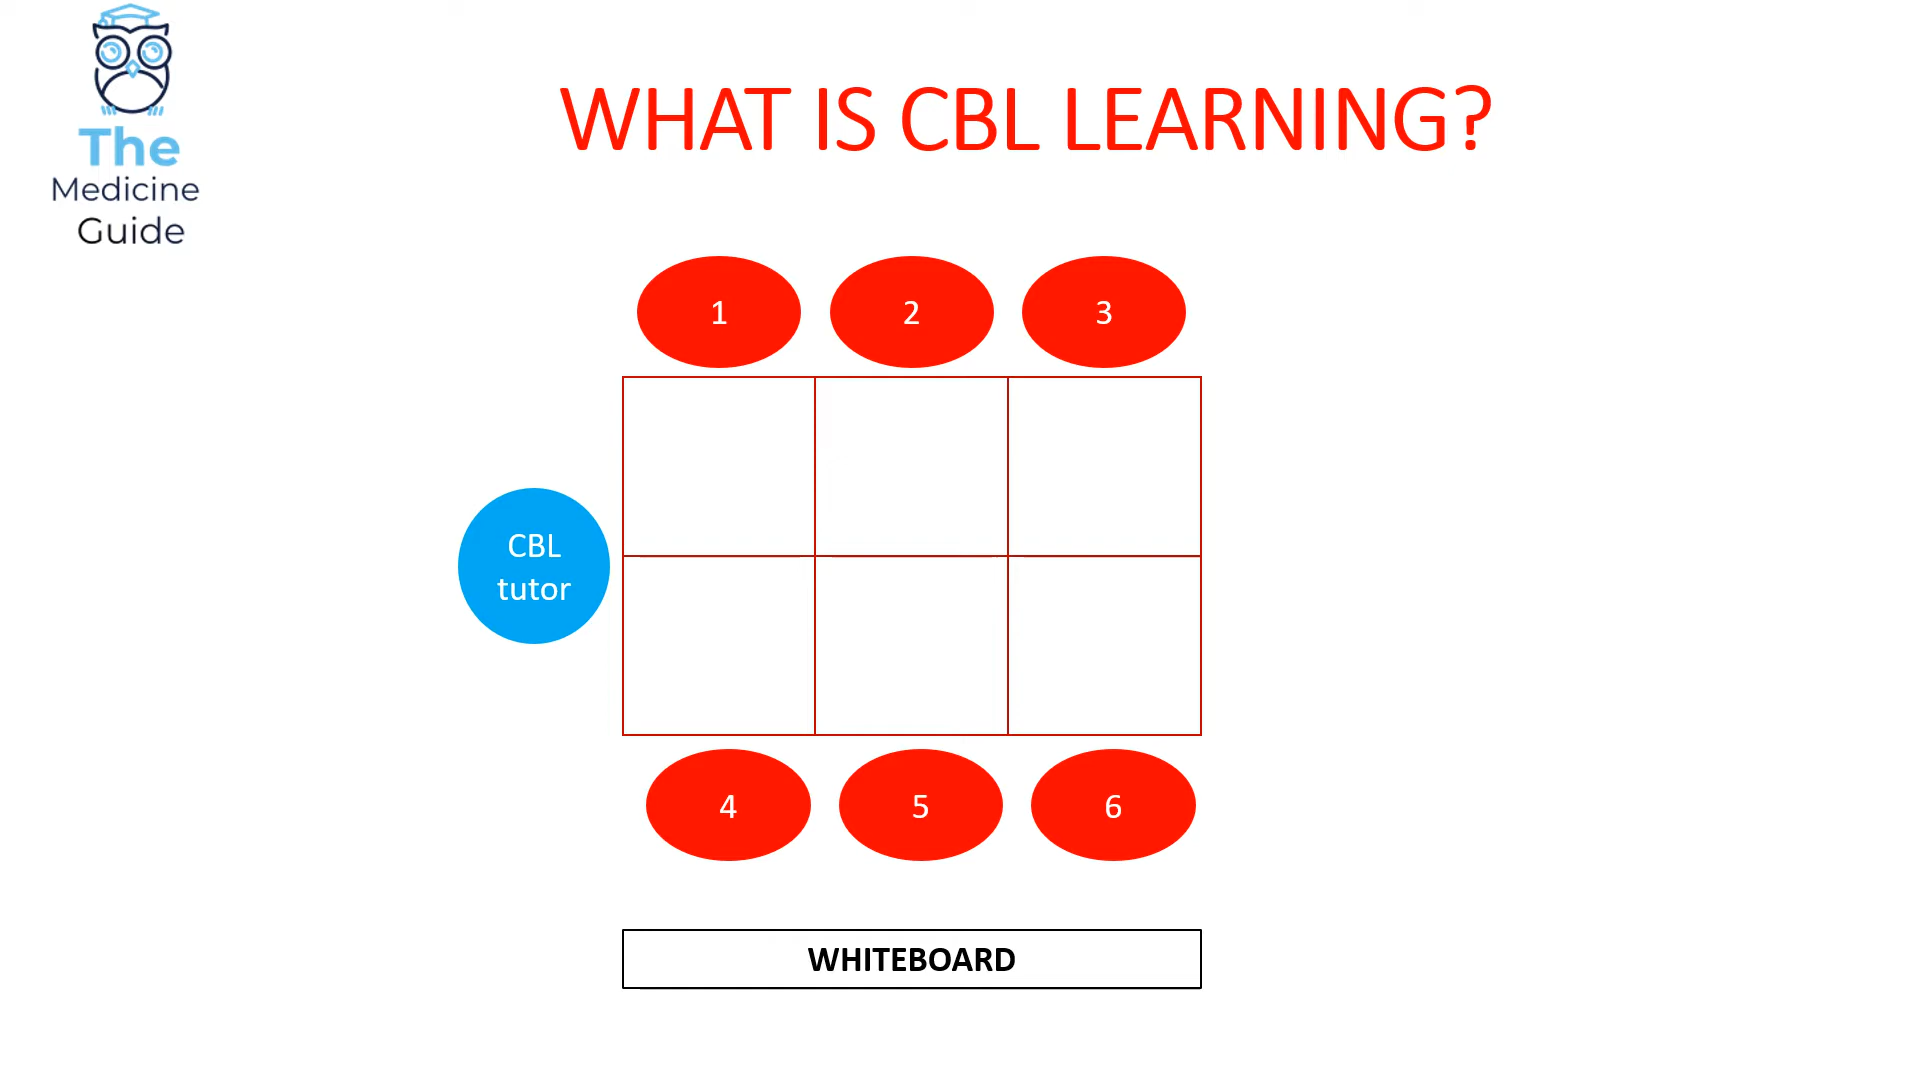 The
Medicine
Guide
WHAT IS CBL LEARNING?
1
2
3
CBL
tutor
4
5
6
WHITEBOARD